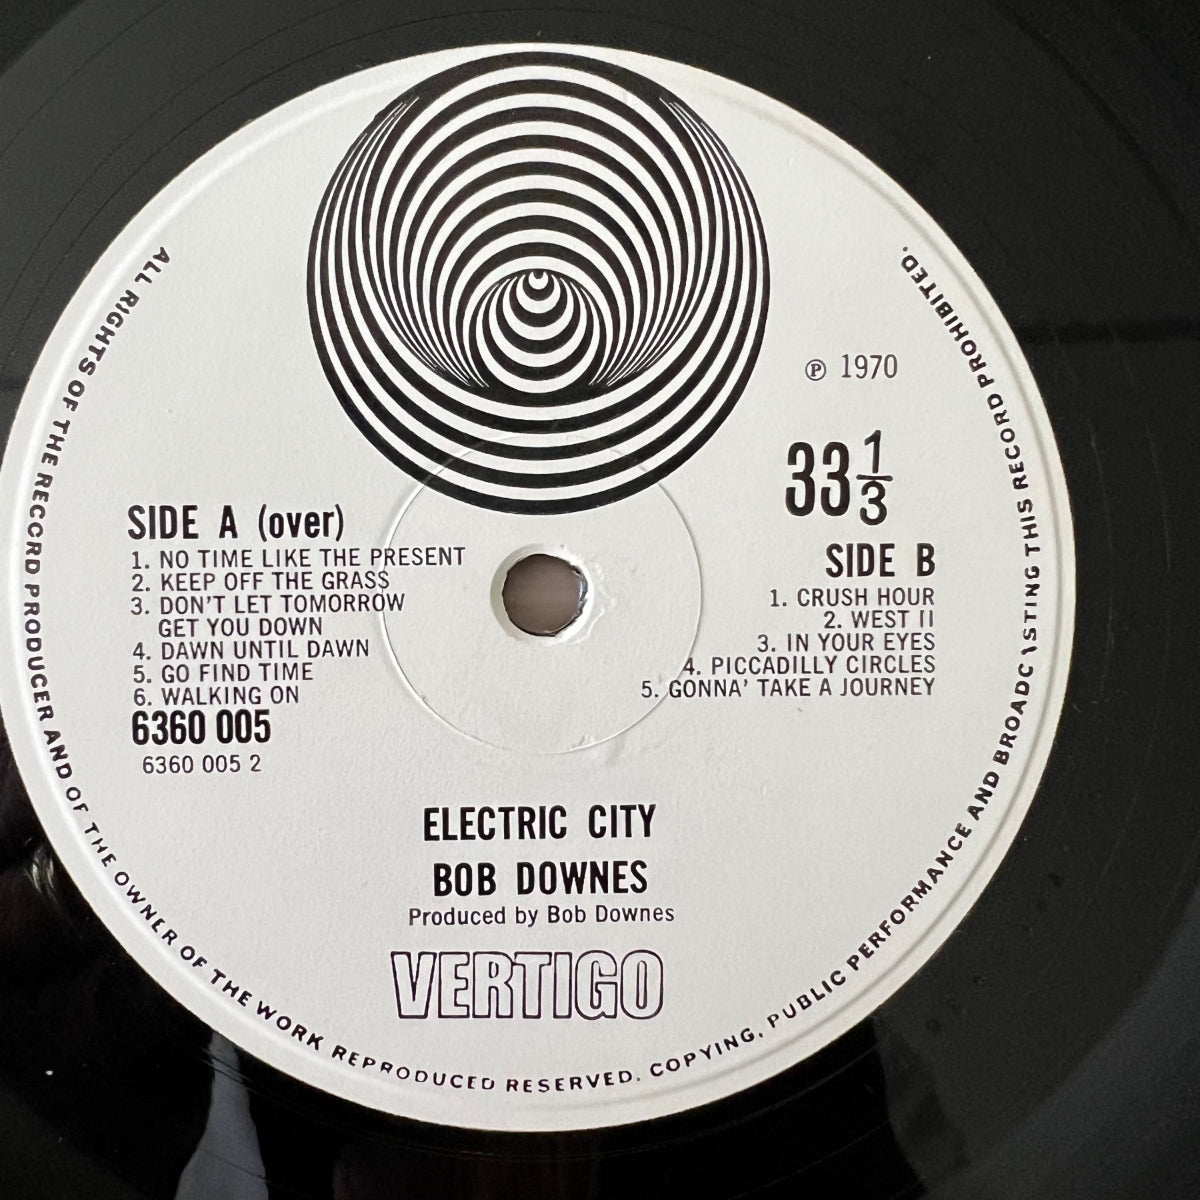 ALL RIGHTS OF THE RECORD PRODUCER AND OF THE OWNER OF THE WORK REPRODUCED RESERVED. COPYING, PUBLIC PERFORMANCE AND BROADCASTING THIS RECORD PROHIBITED.
℗ 1970
33 1/3
SIDE A (over)
1. NO TIME LIKE THE PRESENT
2. KEEP OFF THE GRASS
3. DON'T LET TOMORROW
GET YOU DOWN
4. DAWN UNTIL DAWN
5. GO FIND TIME
6. WALKING ON
6360 005
6360 005 2
SIDE B
1. CRUSH HOUR
2. WEST II
3. IN YOUR EYES
4. PICCADILLY CIRCLES
5. GONNA' TAKE A JOURNEY
ELECTRIC CITY
BOB DOWNES
Produced by Bob Downes
VERTIGO